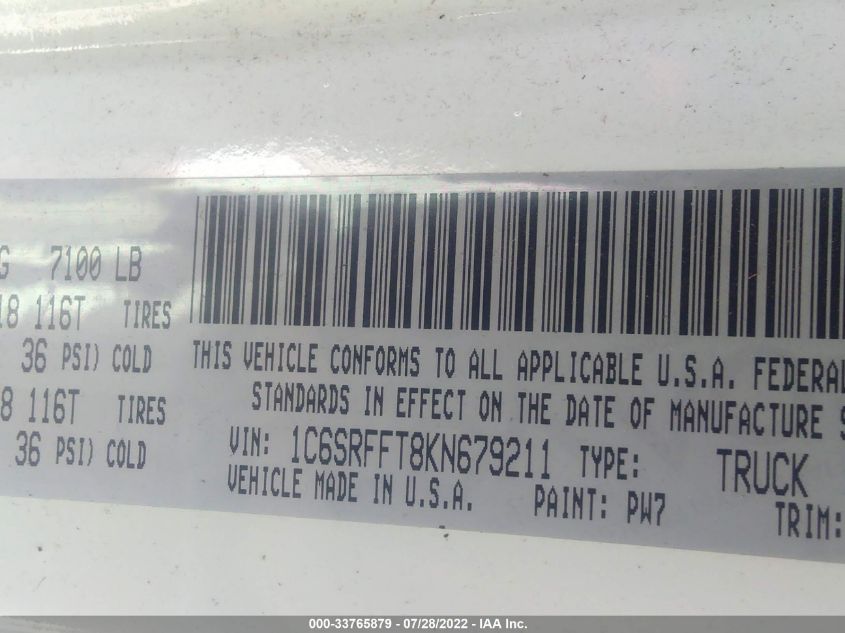 G 7100 LB
18 116T TIRES
36 PSI) COLD
8 116T TIRES
36 PSI) COLD
THIS VEHICLE CONFORMS TO ALL APPLICABLE U.S.A. FEDERAL
STANDARDS IN EFFECT ON THE DATE OF MANUFACTURE S
VIN: 1C6SRFFT8KN679211 TYPE: TRUCK
VEHICLE MADE IN U.S.A. PAINT: PW7 TRIM:
000-33765879 - 07/28/2022 - IAA Inc.